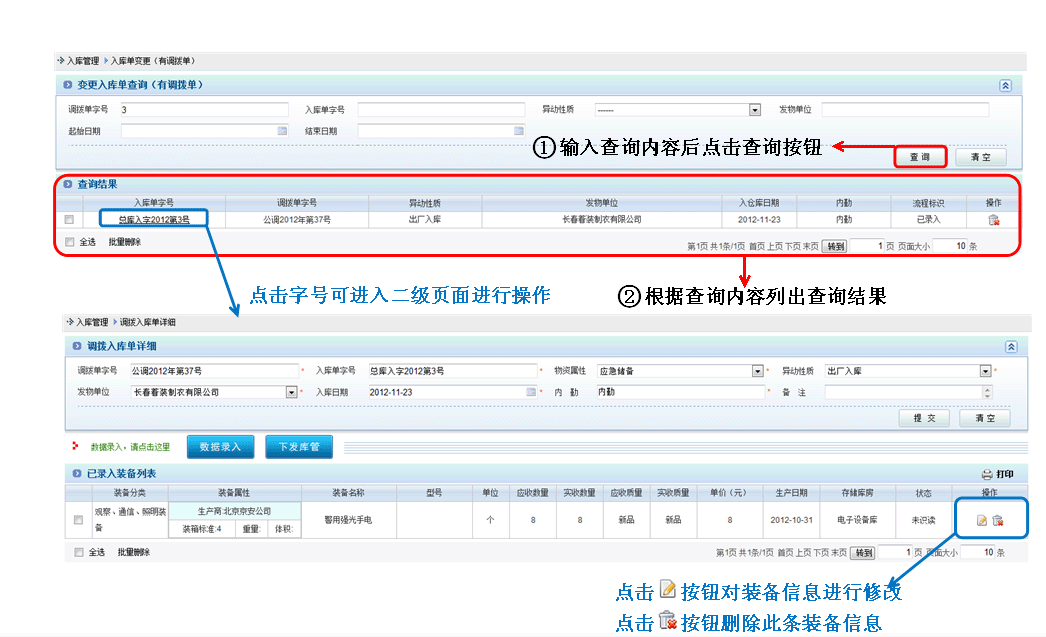 入库管理 入库单变更（有调拨单）
变更入库单查询（有调拨单）
调拨单字号 3 入库单字号 异动性质 ------ 发物单位
起始日期 结束日期
①输入查询内容后点击查询按钮
查 询 清 空
查询结果
入库单字号 调拨单字号 异动性质 发物单位 入仓库日期 内勤 流程标识 操作
总库入字2012第3号 公调2012年第37号 出厂入库 长春着装制衣有限公司 2012-11-23 内勤 已录入
全选 批量删除 第1页 共1条/1页 首页 上页 下页 末页 转到 1 页 页面大小 10 条
点击字号可进入二级页面进行操作 ②根据查询内容列出查询结果
入库管理 调拨入库单详细
调拨入库单详细
调拨单字号 公调2012年第37号 * 入库单字号 总库入字2012第3号 * 物资属性 应急储备 * 异动性质 出厂入库 *
发物单位 长春着装制衣有限公司 * 入库日期 2012-11-23 * 内 勤 内勤 * 备 注
提 交 清 空
数据录入，请点击这里 数据录入 下发库管
已录入装备列表 打印
装备分类 装备属性 装备名称 型号 单位 应收数量 实收数量 应收质量 实收质量 单价（元） 生产日期 存储库房 状态 操作
观察、通信、照明装备 生产商:北京京安公司 警用强光手电 个 8 8 新品 新品 8 2012-10-31 电子设备库 未识读
装箱标准:4 重量: 体积:
全选 批量删除 第1页 共1条/1页 首页 上页 下页 末页 转到 1 页 页面大小 10 条
点击 按钮对装备信息进行修改
点击 按钮删除此条装备信息